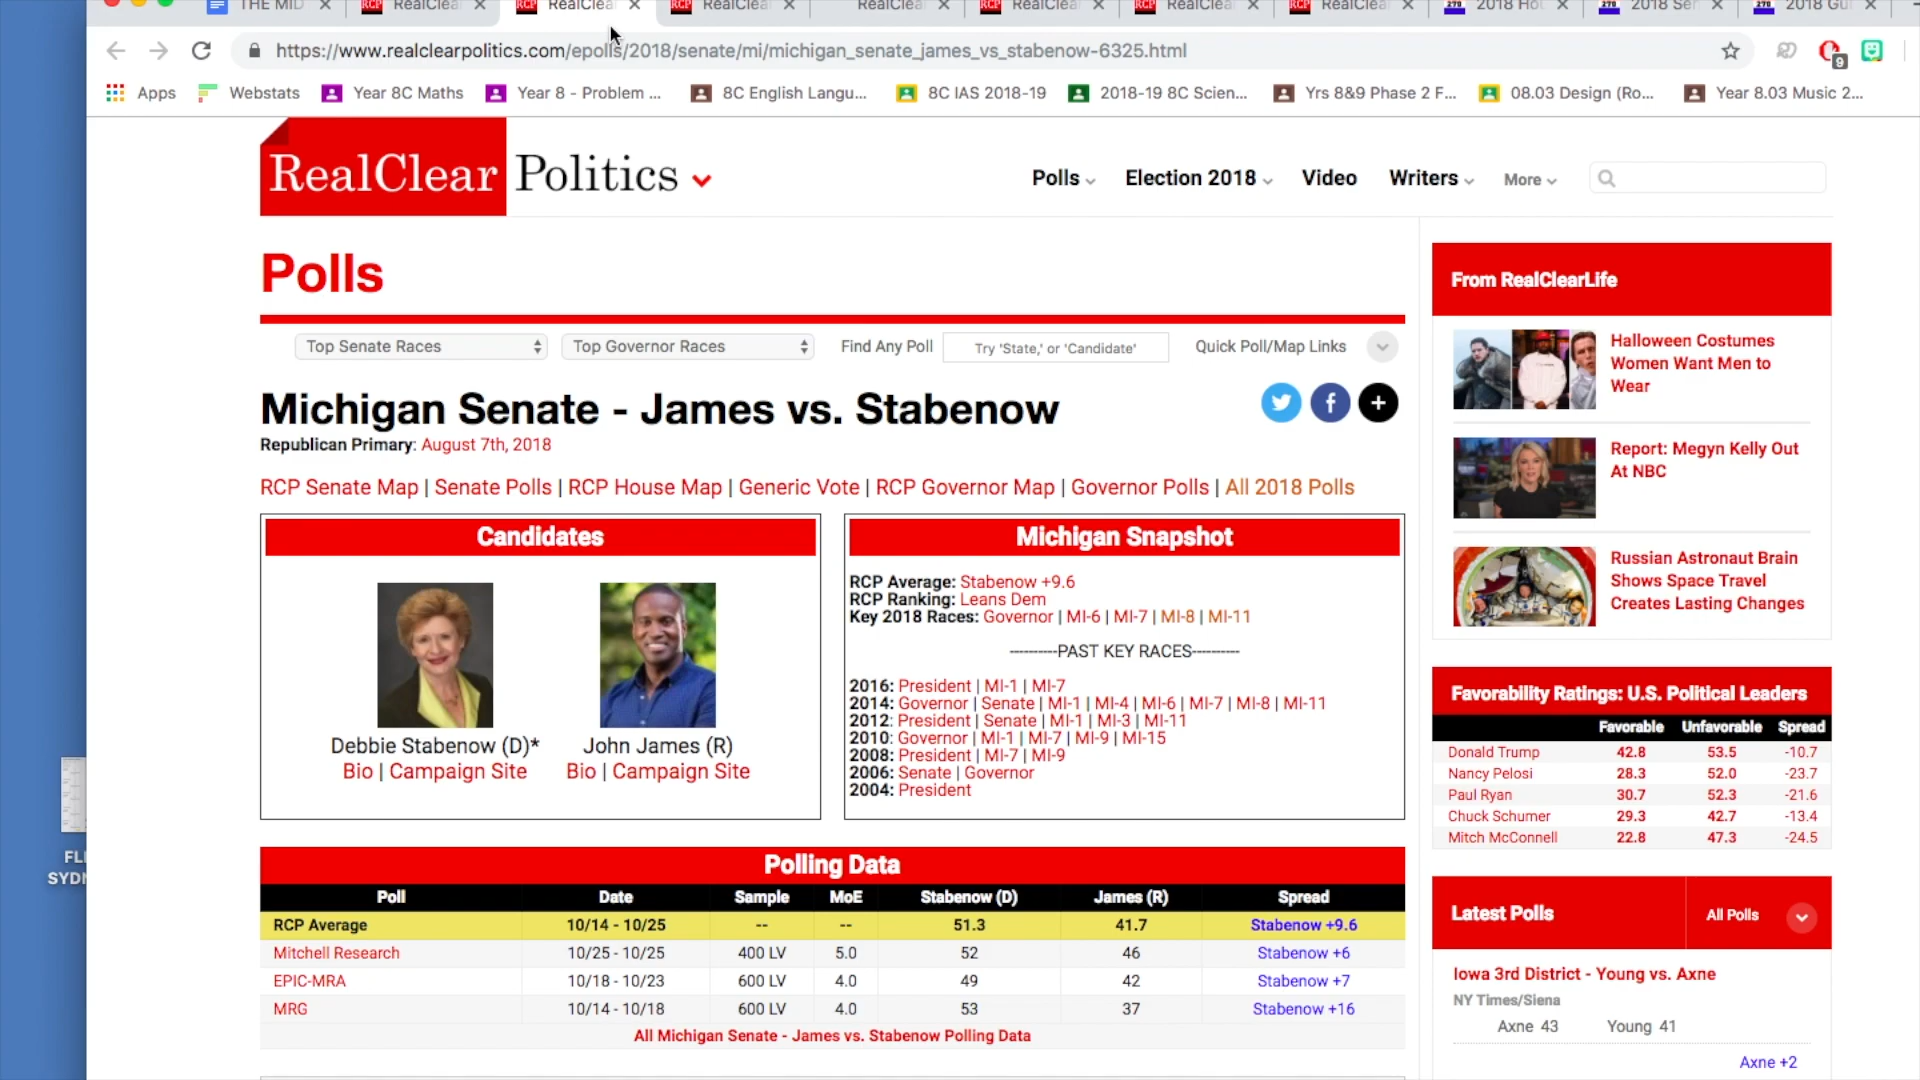 THE MID
RealClea
RealClea
RealClea
RealClea
RealClea
RealClea
RealClea
2018 Ho
2018 Sen
2018 Gu
https://www.realclearpolitics.com/epolls/2018/senate/mi/michigan_senate_james_vs_stabenow-6325.html
9
Apps
Webstats
Year 8C Maths
Year 8 - Problem ...
8C English Langu...
8C IAS 2018-19
2018-19 8C Scien...
Yrs 8&9 Phase 2 F...
08.03 Design (Ro...
Year 8.03 Music 2...
RealClear Politics
Polls
Election 2018
Video
Writers
More
Polls
Top Senate Races
Top Governor Races
Find Any Poll
Try 'State,' or 'Candidate'
Quick Poll/Map Links
Michigan Senate - James vs. Stabenow
Republican Primary: August 7th, 2018
RCP Senate Map | Senate Polls | RCP House Map | Generic Vote | RCP Governor Map | Governor Polls | All 2018 Polls
Candidates
Debbie Stabenow (D)*
Bio | Campaign Site
John James (R)
Bio | Campaign Site
Michigan Snapshot
RCP Average: Stabenow +9.6
RCP Ranking: Leans Dem
Key 2018 Races: Governor | MI-6 | MI-7 | MI-8 | MI-11
----------PAST KEY RACES----------
2016: President | MI-1 | MI-7
2014: Governor | Senate | MI-1 | MI-4 | MI-6 | MI-7 | MI-8 | MI-11
2012: President | Senate | MI-1 | MI-3 | MI-11
2010: Governor | MI-1 | MI-7 | MI-9 | MI-15
2008: President | MI-7 | MI-9
2006: Senate | Governor
2004: President
Polling Data
Poll Date Sample MoE Stabenow (D) James (R) Spread
RCP Average 10/14 - 10/25 -- -- 51.3 41.7 Stabenow +9.6
Mitchell Research 10/25 - 10/25 400 LV 5.0 52 46 Stabenow +6
EPIC-MRA 10/18 - 10/23 600 LV 4.0 49 42 Stabenow +7
MRG 10/14 - 10/18 600 LV 4.0 53 37 Stabenow +16
All Michigan Senate - James vs. Stabenow Polling Data
From RealClearLife
Halloween Costumes
Women Want Men to
Wear
Report: Megyn Kelly Out
At NBC
Russian Astronaut Brain
Shows Space Travel
Creates Lasting Changes
Favorability Ratings: U.S. Political Leaders
Favorable Unfavorable Spread
Donald Trump 42.8 53.5 -10.7
Nancy Pelosi 28.3 52.0 -23.7
Paul Ryan 30.7 52.3 -21.6
Chuck Schumer 29.3 42.7 -13.4
Mitch McConnell 22.8 47.3 -24.5
Latest Polls
All Polls
Iowa 3rd District - Young vs. Axne
NY Times/Siena
Axne 43 Young 41
Axne +2
FLI
SYDN